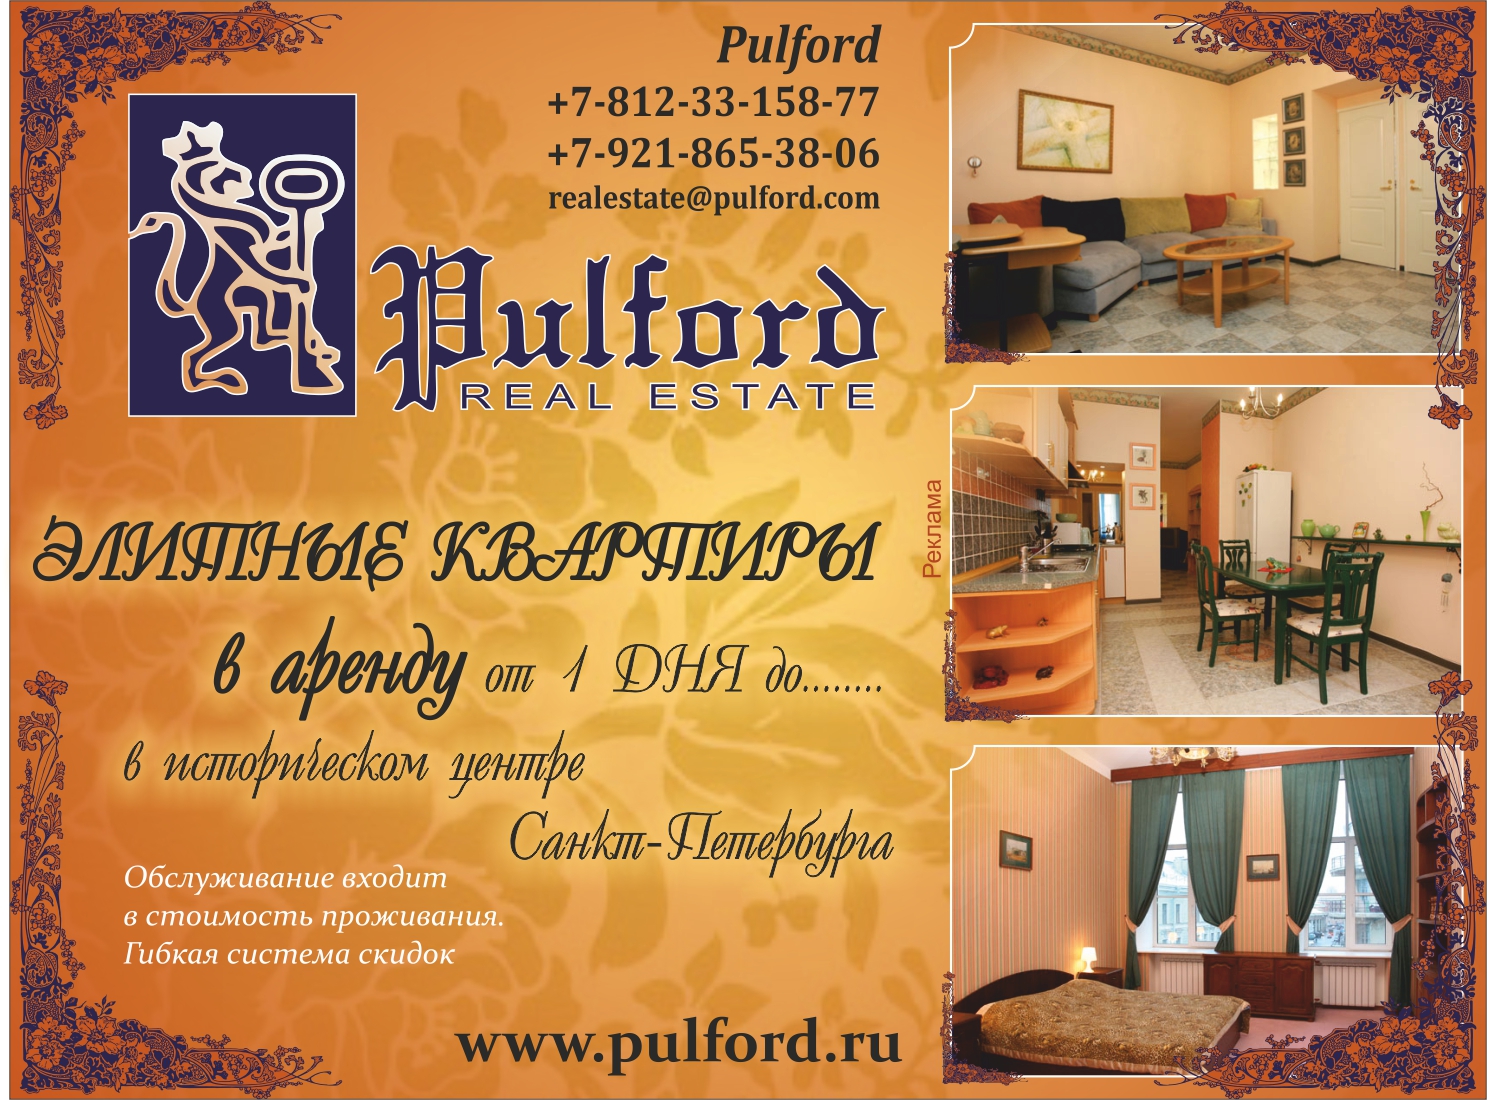 Pulford
+7-812-33-158-77
+7-921-865-38-06
realestate@pulford.com
Pulford
REAL ESTATE
ЭЛИТНЫЕ КВАРТИРЫ
в аренду от 1 ДНЯ до........
в историческом центре
Санкт-Петербурга
Обслуживание входит
в стоимость проживания.
Гибкая система скидок
www.pulford.ru
Реклама